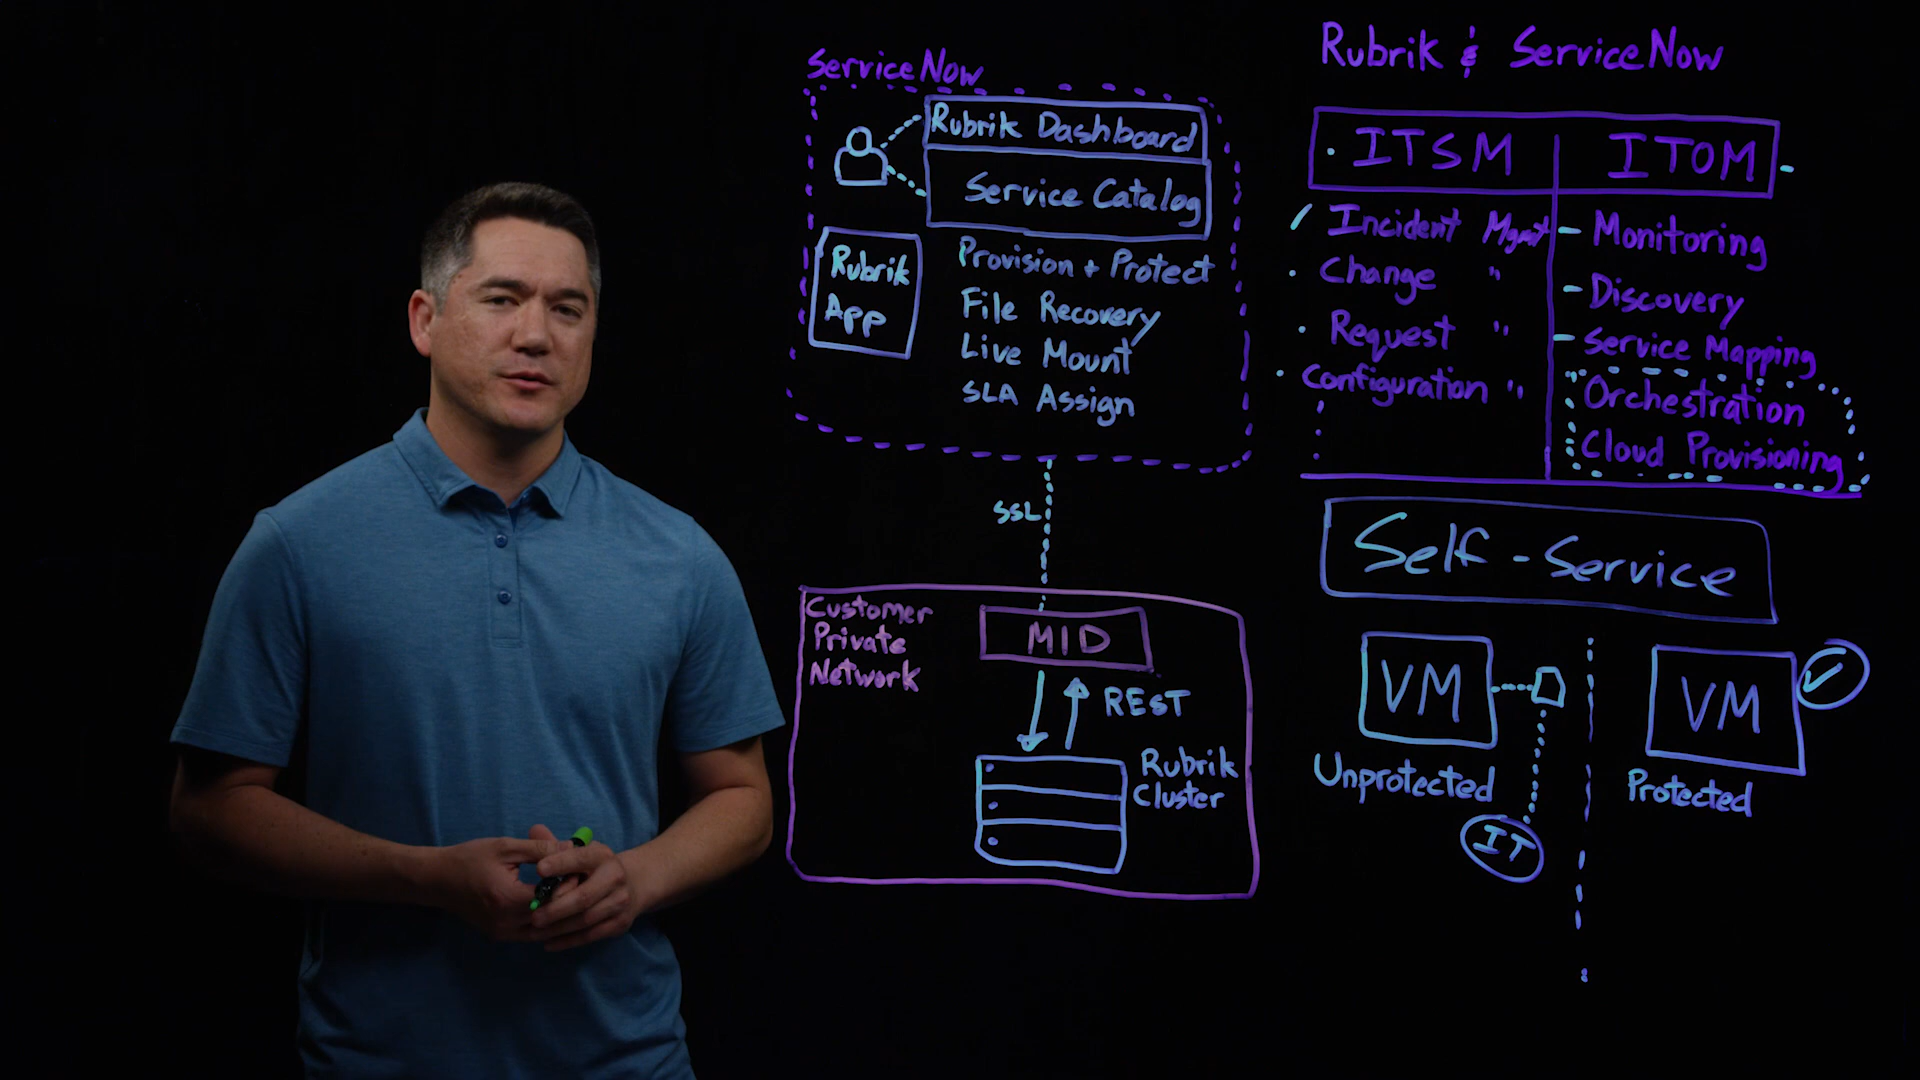 ServiceNow
Rubrik Dashboard
Service Catalog
Rubrik
App
Provision + Protect
File Recovery
Live Mount
SLA Assign
SSL
Customer
Private
Network
MID
REST
Rubrik
Cluster
Rubrik & ServiceNow
ITSM
ITOM
Incident Mgmt
Change "
Request "
Configuration "
- Monitoring
- Discovery
- Service Mapping
Orchestration
Cloud Provisioning
Self-Service
VM
Unprotected
IT
VM
Protected